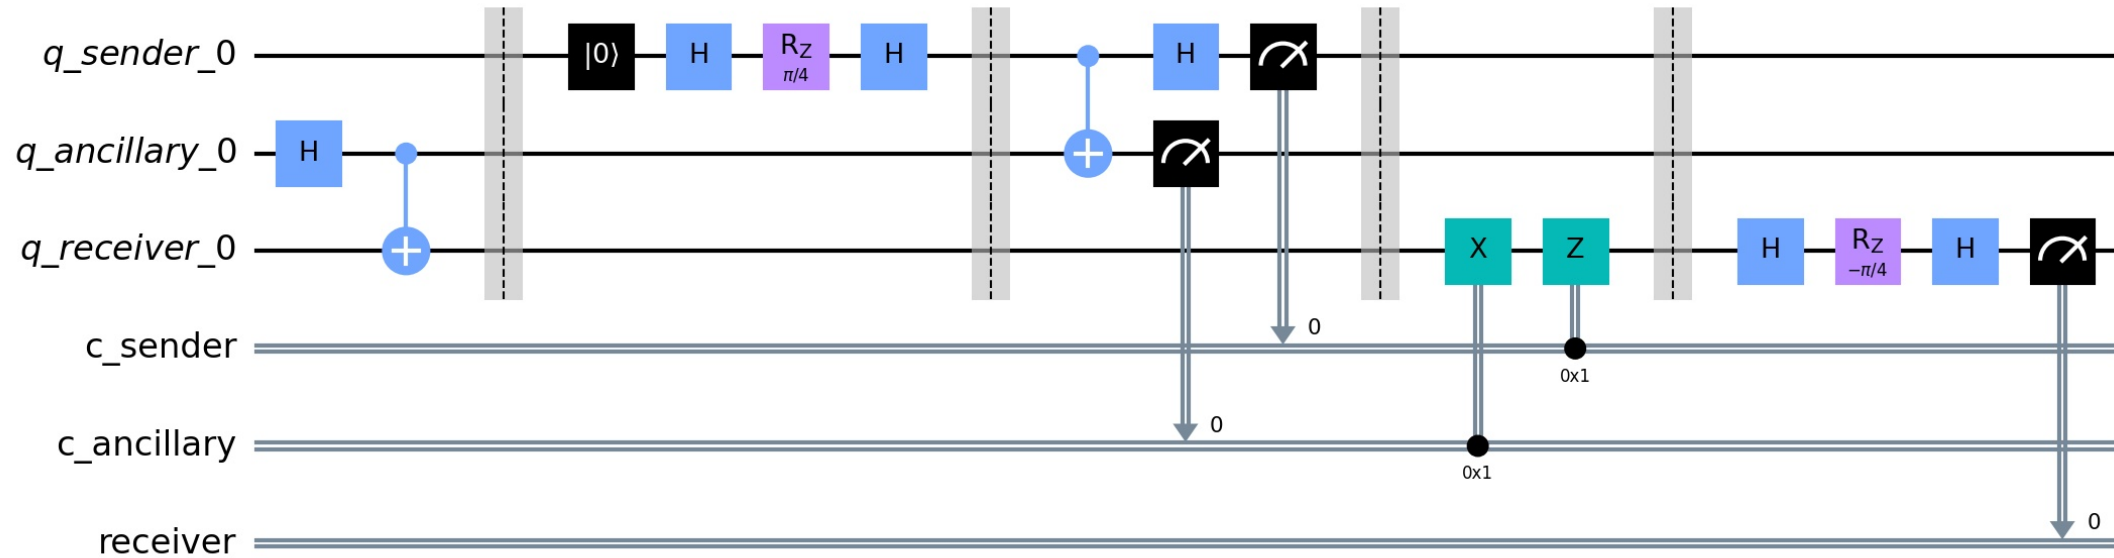 q_sender_0 |0⟩ H R_Z π/4 H H
q_ancillary_0 H
q_receiver_0 X Z H R_Z −π/4 H
c_sender 0 0x1
c_ancillary 0 0x1
receiver 0